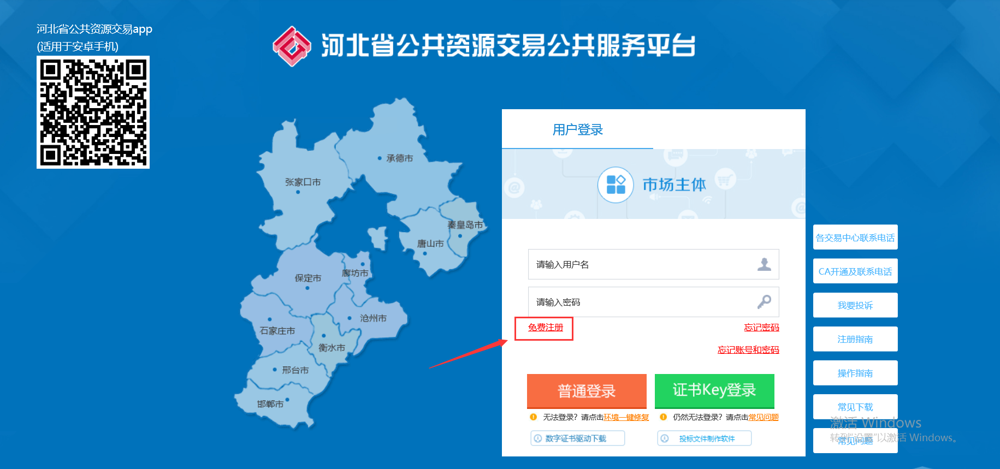 河北省公共资源交易app
(适用于安卓手机)
河北省公共资源交易公共服务平台
承德市
张家口市
秦皇岛市
唐山市
廊坊市
保定市
沧州市
石家庄市
衡水市
邢台市
邯郸市
用户登录
市场主体
请输入用户名
请输入密码
免费注册
忘记密码
忘记账号和密码
普通登录
证书Key登录
无法登录？请点击环境一键修复
仍然无法登录？请点击常见问题
数字证书驱动下载
投标文件制作软件
各交易中心联系电话
CA开通及联系电话
我要投诉
注册指南
操作指南
常见下载
常见问题
激活 Windows
转到"设置"以激活 Windows。